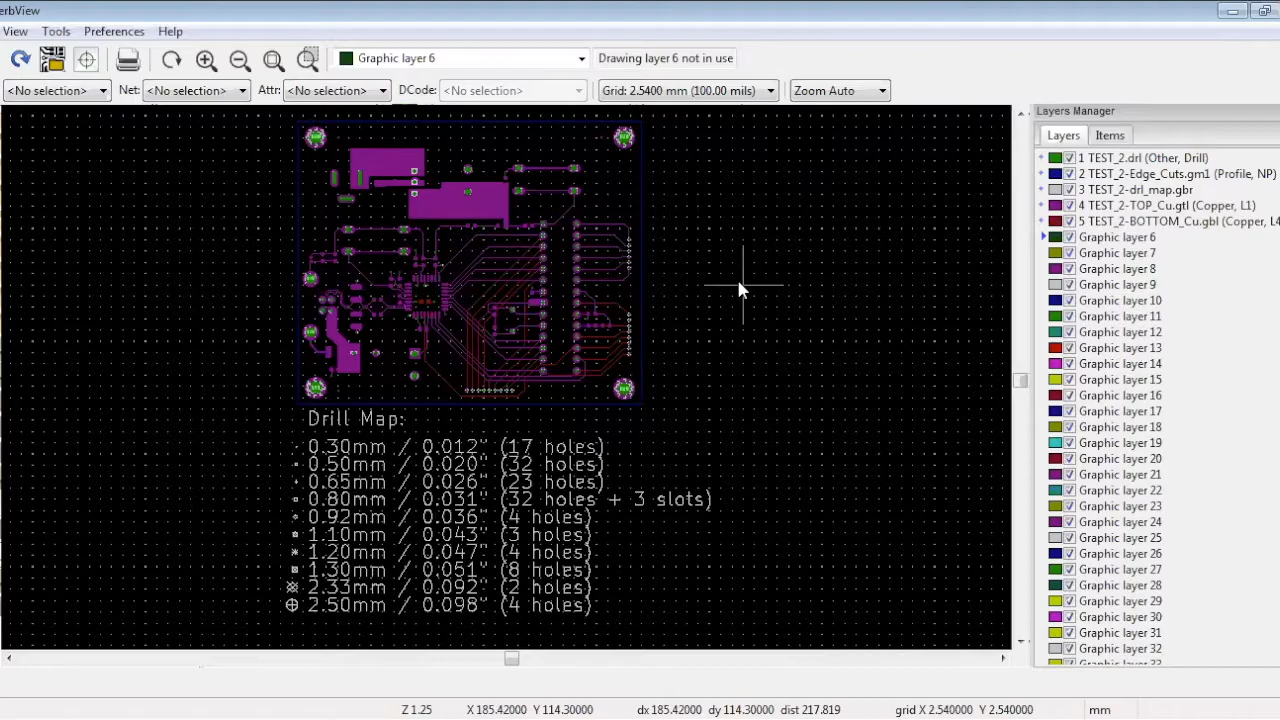 erbView
View Tools Preferences Help
Graphic layer 6 Drawing layer 6 not in use
<No selection> Net: <No selection> Attr: <No selection> DCode: <No selection> Grid: 2.5400 mm (100.00 mils) Zoom Auto
Layers Manager
Layers Items
1 TEST_2.drl (Other, Drill)
2 TEST_2-Edge_Cuts.gm1 (Profile, NP)
3 TEST_2-drl_map.gbr
4 TEST_2-TOP_Cu.gtl (Copper, L1)
5 TEST_2-BOTTOM_Cu.gbl (Copper, L4
Graphic layer 6
Graphic layer 7
Graphic layer 8
Graphic layer 9
Graphic layer 10
Graphic layer 11
Graphic layer 12
Graphic layer 13
Graphic layer 14
Graphic layer 15
Graphic layer 16
Graphic layer 17
Graphic layer 18
Graphic layer 19
Graphic layer 20
Graphic layer 21
Graphic layer 22
Graphic layer 23
Graphic layer 24
Graphic layer 25
Graphic layer 26
Graphic layer 27
Graphic layer 28
Graphic layer 29
Graphic layer 30
Graphic layer 31
Graphic layer 32
Graphic layer 33
Drill Map:
0.30mm / 0.012" (17 holes)
0.50mm / 0.020" (32 holes)
0.65mm / 0.026" (23 holes)
0.80mm / 0.031" (32 holes + 3 slots)
0.92mm / 0.036" (4 holes)
1.10mm / 0.043" (3 holes)
1.20mm / 0.047" (4 holes)
1.30mm / 0.051" (8 holes)
2.33mm / 0.092" (2 holes)
2.50mm / 0.098" (4 holes)
Z 1.25 X 185.42000 Y 114.30000 dx 185.42000 dy 114.30000 dist 217.819 grid X 2.540000 Y 2.540000 mm